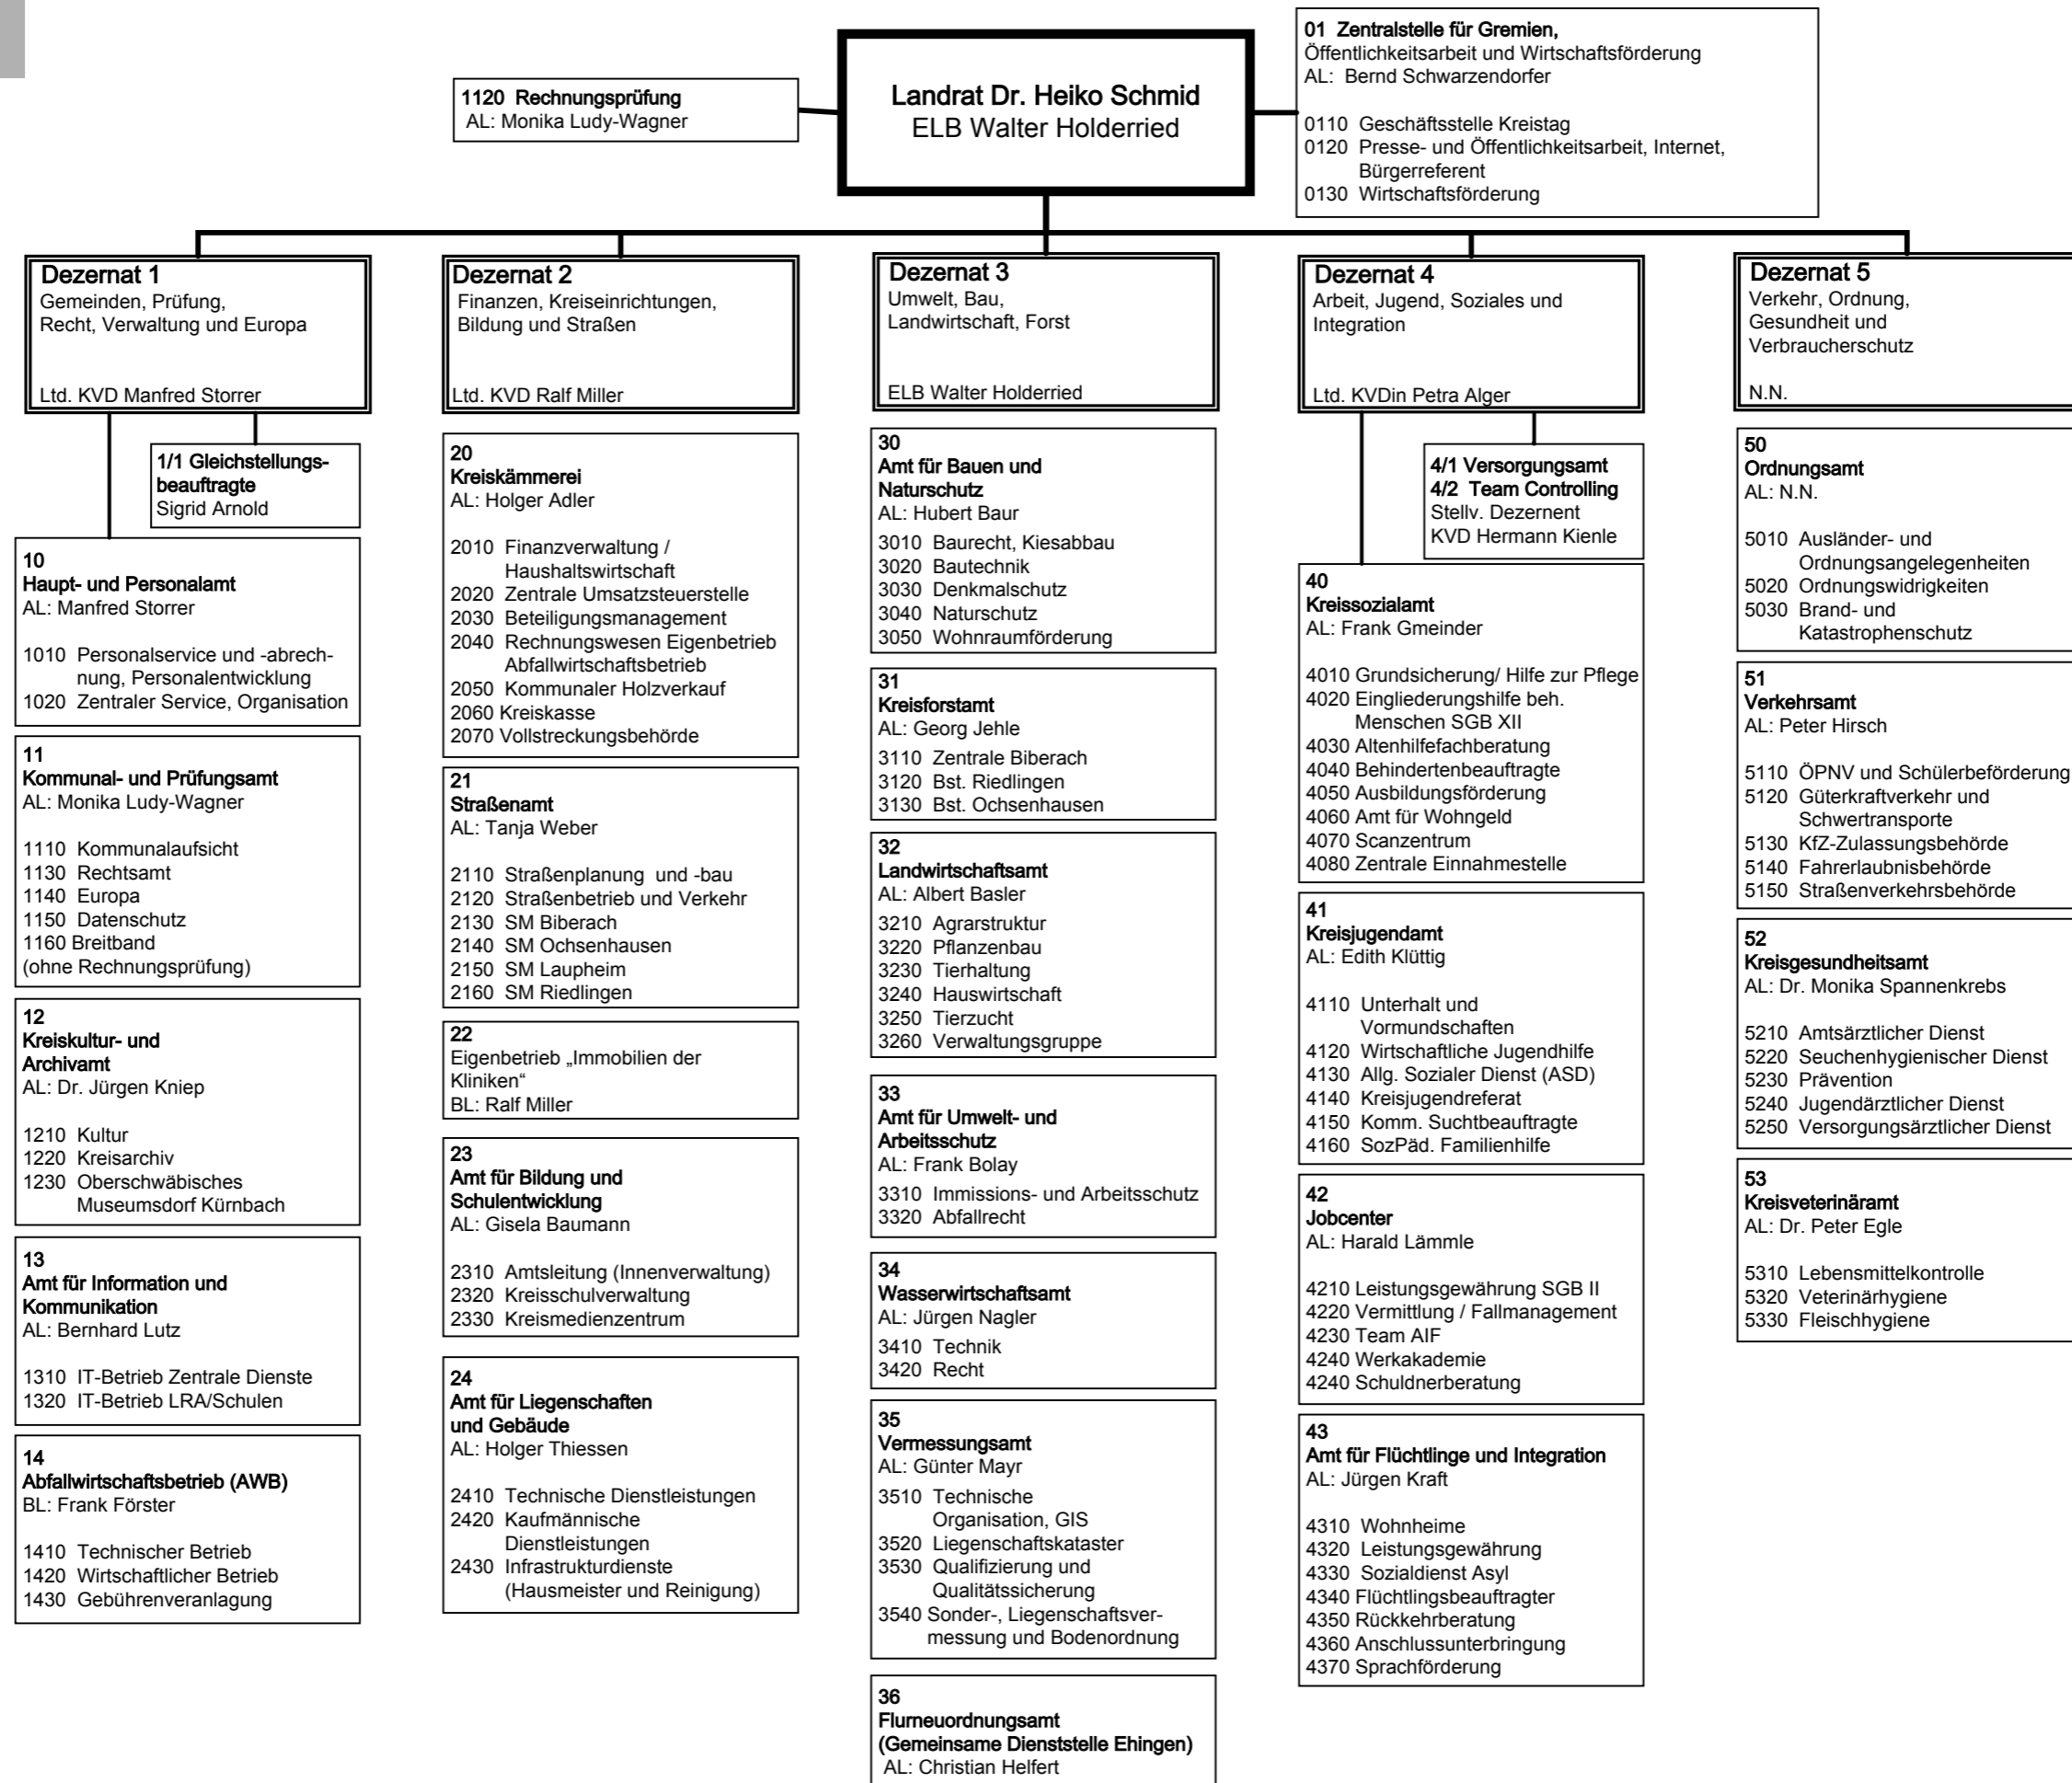 1120 Rechnungsprüfung
AL: Monika Ludy-Wagner
Landrat Dr. Heiko Schmid
ELB Walter Holderried
01 Zentralstelle für Gremien,
Öffentlichkeitsarbeit und Wirtschaftsförderung
AL: Bernd Schwarzendorfer
0110 Geschäftsstelle Kreistag
0120 Presse- und Öffentlichkeitsarbeit, Internet,
Bürgerreferent
0130 Wirtschaftsförderung
Dezernat 1
Gemeinden, Prüfung,
Recht, Verwaltung und Europa
Ltd. KVD Manfred Storrer
1/1 Gleichstellungs-
beauftragte
Sigrid Arnold
10
Haupt- und Personalamt
AL: Manfred Storrer
1010 Personalservice und -abrech-
nung, Personalentwicklung
1020 Zentraler Service, Organisation
11
Kommunal- und Prüfungsamt
AL: Monika Ludy-Wagner
1110 Kommunalaufsicht
1130 Rechtsamt
1140 Europa
1150 Datenschutz
1160 Breitband
(ohne Rechnungsprüfung)
12
Kreiskultur- und
Archivamt
AL: Dr. Jürgen Kniep
1210 Kultur
1220 Kreisarchiv
1230 Oberschwäbisches
Museumsdorf Kürnbach
13
Amt für Information und
Kommunikation
AL: Bernhard Lutz
1310 IT-Betrieb Zentrale Dienste
1320 IT-Betrieb LRA/Schulen
14
Abfallwirtschaftsbetrieb (AWB)
BL: Frank Förster
1410 Technischer Betrieb
1420 Wirtschaftlicher Betrieb
1430 Gebührenveranlagung
Dezernat 2
Finanzen, Kreiseinrichtungen,
Bildung und Straßen
Ltd. KVD Ralf Miller
20
Kreiskämmerei
AL: Holger Adler
2010 Finanzverwaltung /
Haushaltswirtschaft
2020 Zentrale Umsatzsteuerstelle
2030 Beteiligungsmanagement
2040 Rechnungswesen Eigenbetrieb
Abfallwirtschaftsbetrieb
2050 Kommunaler Holzverkauf
2060 Kreiskasse
2070 Vollstreckungsbehörde
21
Straßenamt
AL: Tanja Weber
2110 Straßenplanung und -bau
2120 Straßenbetrieb und Verkehr
2130 SM Biberach
2140 SM Ochsenhausen
2150 SM Laupheim
2160 SM Riedlingen
22
Eigenbetrieb „Immobilien der
Kliniken“
BL: Ralf Miller
23
Amt für Bildung und
Schulentwicklung
AL: Gisela Baumann
2310 Amtsleitung (Innenverwaltung)
2320 Kreisschulverwaltung
2330 Kreismedienzentrum
24
Amt für Liegenschaften
und Gebäude
AL: Holger Thiessen
2410 Technische Dienstleistungen
2420 Kaufmännische
Dienstleistungen
2430 Infrastrukturdienste
(Hausmeister und Reinigung)
Dezernat 3
Umwelt, Bau,
Landwirtschaft, Forst
ELB Walter Holderried
30
Amt für Bauen und
Naturschutz
AL: Hubert Baur
3010 Baurecht, Kiesabbau
3020 Bautechnik
3030 Denkmalschutz
3040 Naturschutz
3050 Wohnraumförderung
31
Kreisforstamt
AL: Georg Jehle
3110 Zentrale Biberach
3120 Bst. Riedlingen
3130 Bst. Ochsenhausen
32
Landwirtschaftsamt
AL: Albert Basler
3210 Agrarstruktur
3220 Pflanzenbau
3230 Tierhaltung
3240 Hauswirtschaft
3250 Tierzucht
3260 Verwaltungsgruppe
33
Amt für Umwelt- und
Arbeitsschutz
AL: Frank Bolay
3310 Immissions- und Arbeitsschutz
3320 Abfallrecht
34
Wasserwirtschaftsamt
AL: Jürgen Nagler
3410 Technik
3420 Recht
35
Vermessungsamt
AL: Günter Mayr
3510 Technische
Organisation, GIS
3520 Liegenschaftskataster
3530 Qualifizierung und
Qualitätssicherung
3540 Sonder-, Liegenschaftsver-
messung und Bodenordnung
36
Flurneuordnungsamt
(Gemeinsame Dienststelle Ehingen)
AL: Christian Helfert
Dezernat 4
Arbeit, Jugend, Soziales und
Integration
Ltd. KVDin Petra Alger
4/1 Versorgungsamt
4/2 Team Controlling
Stellv. Dezernent
KVD Hermann Kienle
40
Kreissozialamt
AL: Frank Gmeinder
4010 Grundsicherung/ Hilfe zur Pflege
4020 Eingliederungshilfe beh.
Menschen SGB XII
4030 Altenhilfefachberatung
4040 Behindertenbeauftragte
4050 Ausbildungsförderung
4060 Amt für Wohngeld
4070 Scanzentrum
4080 Zentrale Einnahmestelle
41
Kreisjugendamt
AL: Edith Klüttig
4110 Unterhalt und
Vormundschaften
4120 Wirtschaftliche Jugendhilfe
4130 Allg. Sozialer Dienst (ASD)
4140 Kreisjugendreferat
4150 Komm. Suchtbeauftragte
4160 SozPäd. Familienhilfe
42
Jobcenter
AL: Harald Lämmle
4210 Leistungsgewährung SGB II
4220 Vermittlung / Fallmanagement
4230 Team AIF
4240 Werkakademie
4240 Schuldnerberatung
43
Amt für Flüchtlinge und Integration
AL: Jürgen Kraft
4310 Wohnheime
4320 Leistungsgewährung
4330 Sozialdienst Asyl
4340 Flüchtlingsbeauftragter
4350 Rückkehrberatung
4360 Anschlussunterbringung
4370 Sprachförderung
Dezernat 5
Verkehr, Ordnung,
Gesundheit und
Verbraucherschutz
N.N.
50
Ordnungsamt
AL: N.N.
5010 Ausländer- und
Ordnungsangelegenheiten
5020 Ordnungswidrigkeiten
5030 Brand- und
Katastrophenschutz
51
Verkehrsamt
AL: Peter Hirsch
5110 ÖPNV und Schülerbeförderung
5120 Güterkraftverkehr und
Schwertransporte
5130 KfZ-Zulassungsbehörde
5140 Fahrerlaubnisbehörde
5150 Straßenverkehrsbehörde
52
Kreisgesundheitsamt
AL: Dr. Monika Spannenkrebs
5210 Amtsärztlicher Dienst
5220 Seuchenhygienischer Dienst
5230 Prävention
5240 Jugendärztlicher Dienst
5250 Versorgungsärztlicher Dienst
53
Kreisveterinäramt
AL: Dr. Peter Egle
5310 Lebensmittelkontrolle
5320 Veterinärhygiene
5330 Fleischhygiene